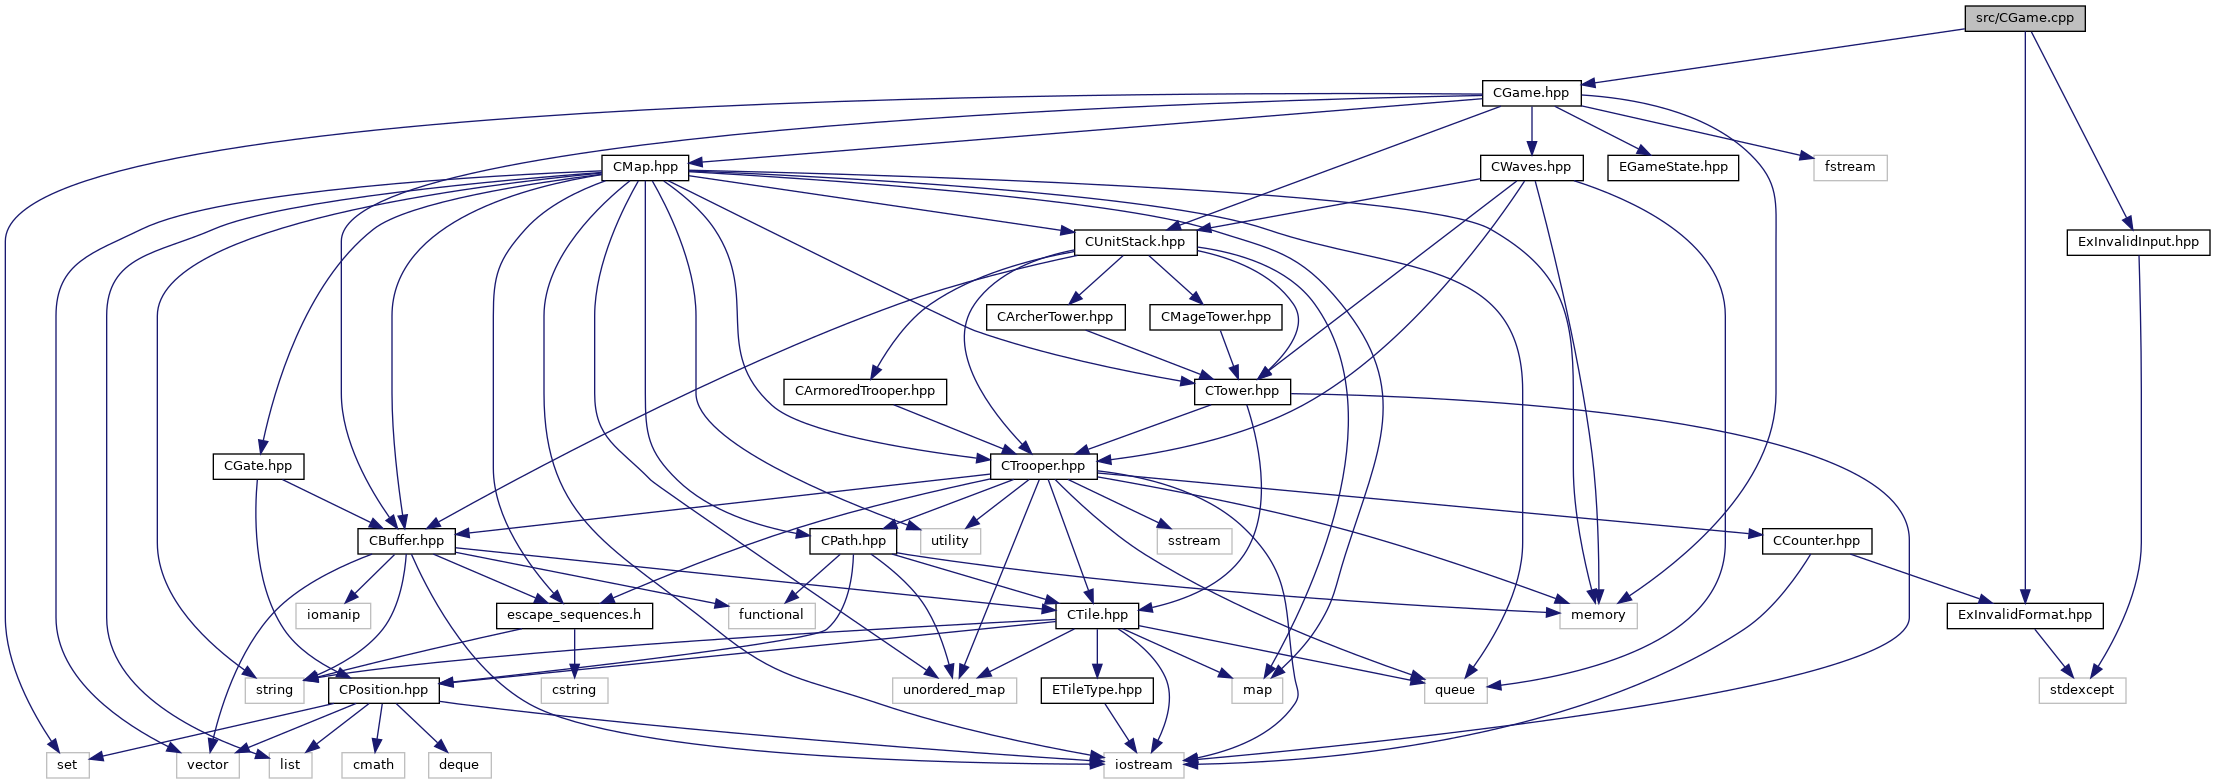 src/CGame.cpp
CGame.hpp
CMap.hpp
CWaves.hpp
EGameState.hpp
fstream
CUnitStack.hpp
ExInvalidInput.hpp
CArcherTower.hpp
CMageTower.hpp
CArmoredTrooper.hpp
CTower.hpp
CGate.hpp
CTrooper.hpp
CBuffer.hpp
CPath.hpp
utility
sstream
CCounter.hpp
iomanip
escape_sequences.h
functional
CTile.hpp
memory
ExInvalidFormat.hpp
string
CPosition.hpp
cstring
unordered_map
ETileType.hpp
map
queue
stdexcept
set
vector
list
cmath
deque
iostream